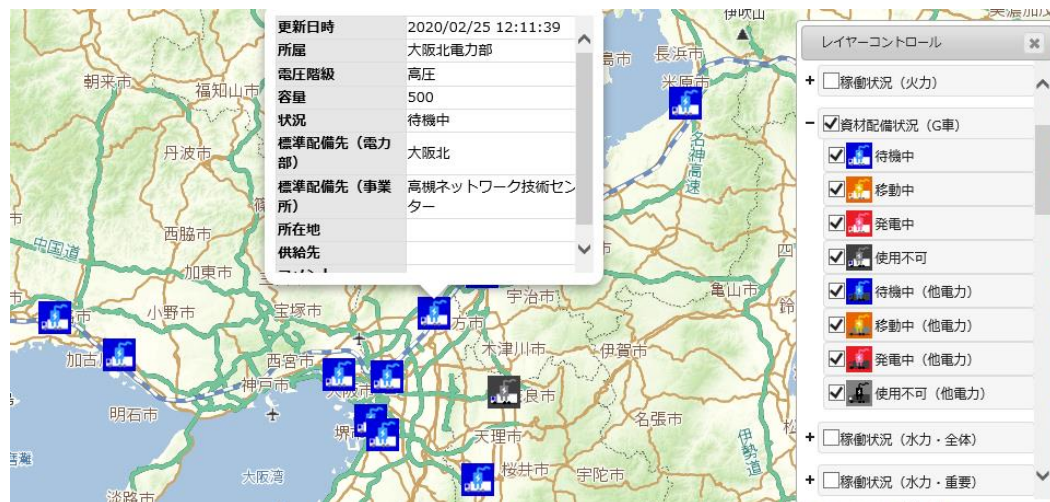 更新日時 2020/02/25 12:11:39
所属 大阪北電力部
電圧階級 高圧
容量 500
状況 待機中
標準配備先（電力
部） 大阪北
標準配備先（事業
所） 高槻ネットワーク技術セン
ター
所在地
供給先
レイヤーコントロール
稼働状況（火力）
資材配備状況（G車）
待機中
移動中
発電中
使用不可
待機中（他電力）
移動中（他電力）
発電中（他電力）
使用不可（他電力）
稼働状況（水力・全体）
稼働状況（水力・重要）
伊吹山
長浜市
米原市
名神高速
朝来市
福知山市
丹波市
西脇市
中国道
加東市
小野市
宝塚市
宇治市
亀山市
木津川市
伊賀市
西宮市
神戸市
明石市
名張市
天理市
伊勢道
大阪湾
桜井市
宇陀市
淡路市